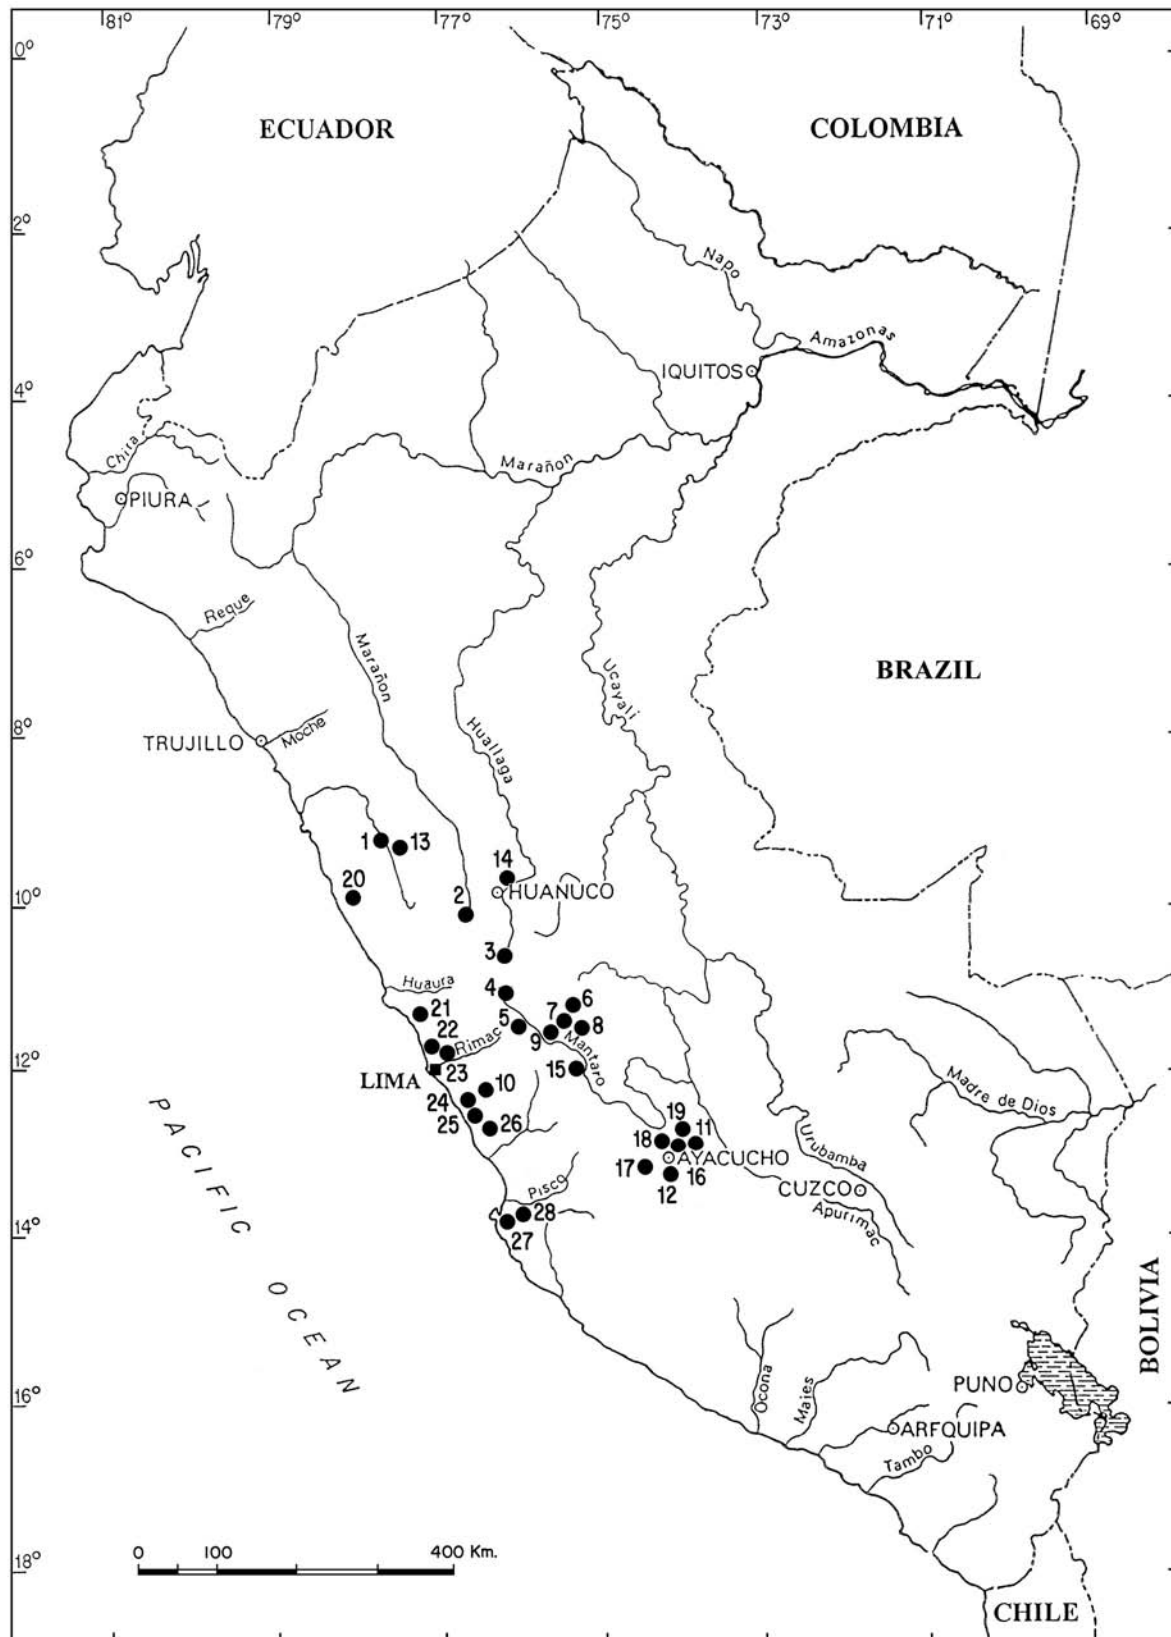 81° 79° 77° 75° 73° 71° 69°
0°
ECUADOR
COLOMBIA
2°
Napo
Amazonas
IQUITOS
4°
Chira
Marañon
PIURA
6°
Reque
Marañon
Ucayali
BRAZIL
Huallaga
8°
TRUJILLO
Moche
1 13
14
20
HUANUCO
10°
2
3
Huaura
4
6
21
7
5
8
22
9
Rimac
Mantaro
12°
LIMA
23
15
10
Madre de Dios
24
19
11
25
26
18
Urubamba
PACIFIC OCEAN
AYACUCHO
17
16
12
Pisco
CUZCO
Apurimac
28
14°
27
BOLIVIA
Ocona
Majes
PUNO
16°
ARFQUIPA
Tambo
0 100 400 Km.
18°
CHILE